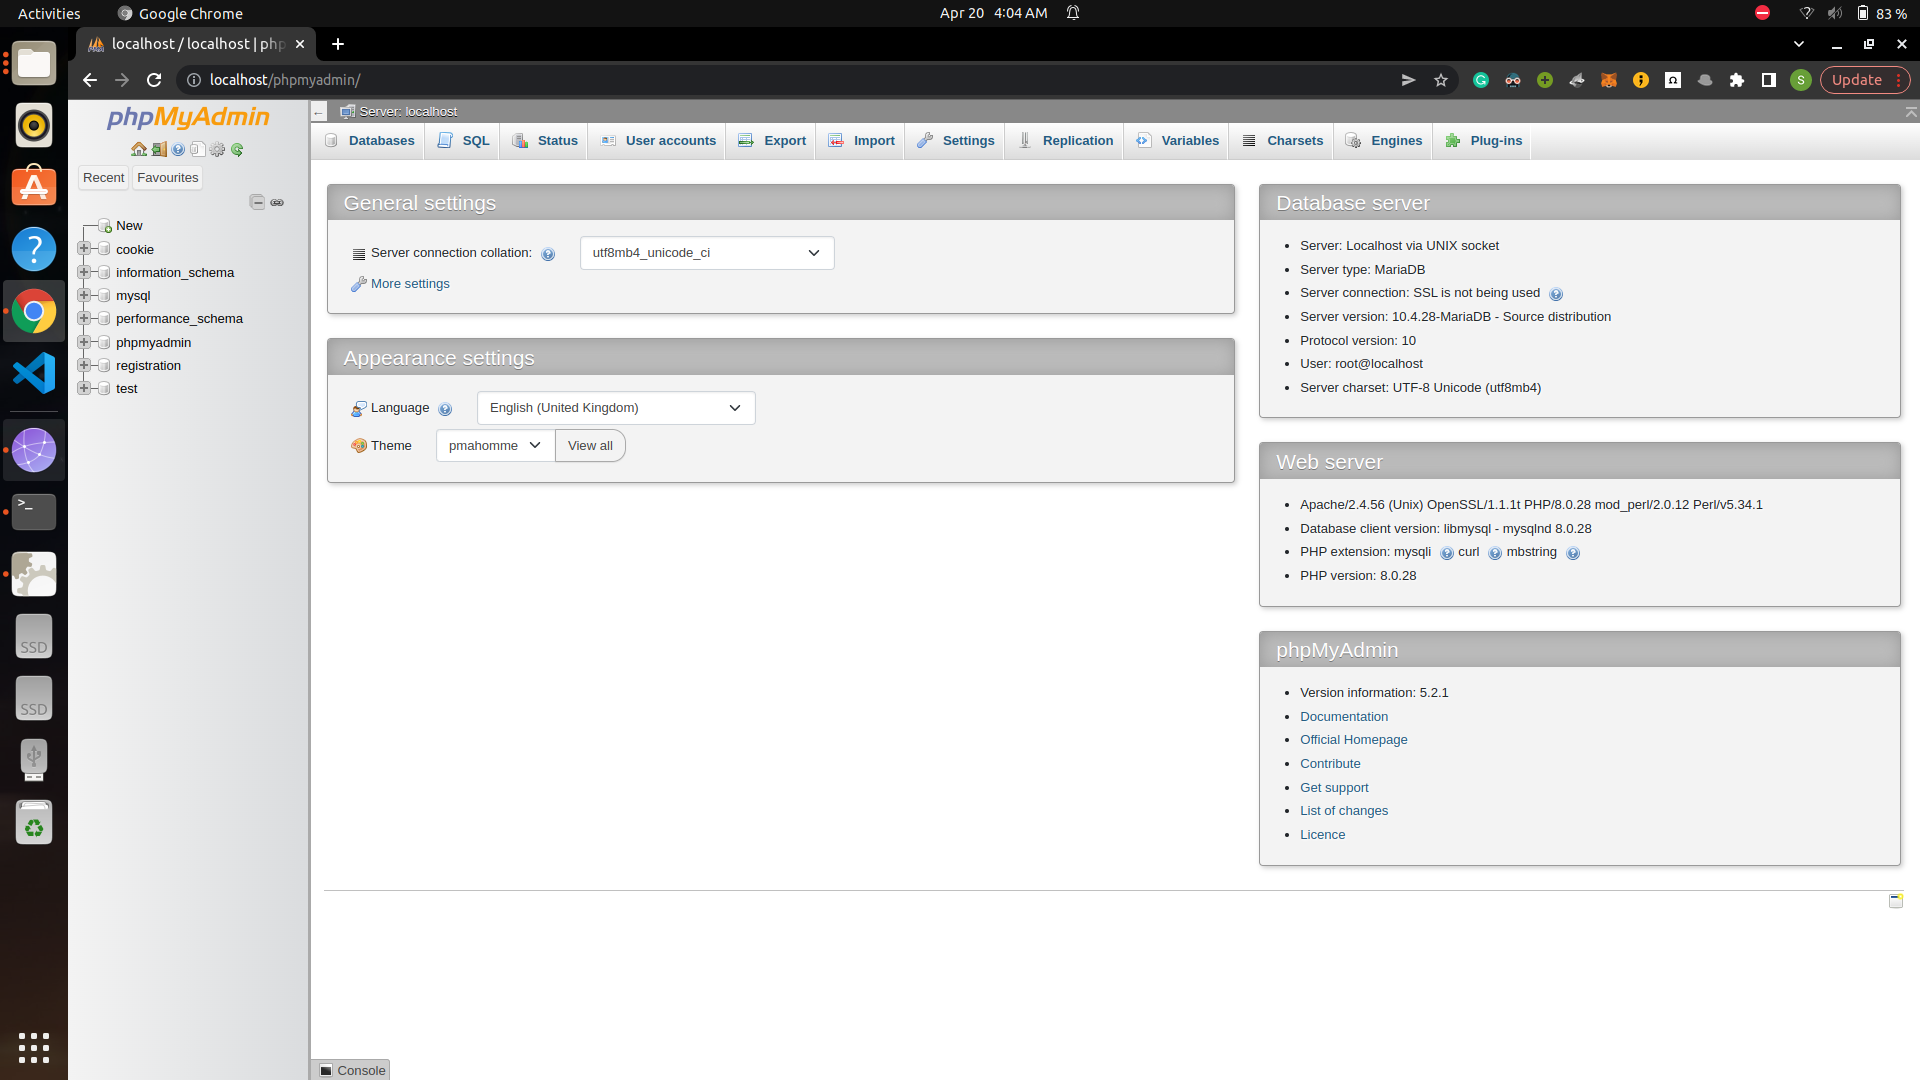 Activities
Google Chrome
Apr 20 4:04 AM
83 %
localhost / localhost | php
localhost/phpmyadmin/
S
Update
phpMyAdmin
Recent
Favourites
New
cookie
information_schema
mysql
performance_schema
phpmyadmin
registration
test
Server: localhost
Databases
SQL
Status
User accounts
Export
Import
Settings
Replication
Variables
Charsets
Engines
Plug-ins
General settings
Server connection collation:
utf8mb4_unicode_ci
More settings
Appearance settings
Language
English (United Kingdom)
Theme
pmahomme
View all
Database server
Server: Localhost via UNIX socket
Server type: MariaDB
Server connection: SSL is not being used
Server version: 10.4.28-MariaDB - Source distribution
Protocol version: 10
User: root@localhost
Server charset: UTF-8 Unicode (utf8mb4)
Web server
Apache/2.4.56 (Unix) OpenSSL/1.1.1t PHP/8.0.28 mod_perl/2.0.12 Perl/v5.34.1
Database client version: libmysql - mysqlnd 8.0.28
PHP extension: mysqli curl mbstring
PHP version: 8.0.28
phpMyAdmin
Version information: 5.2.1
Documentation
Official Homepage
Contribute
Get support
List of changes
Licence
SSD
SSD
Console